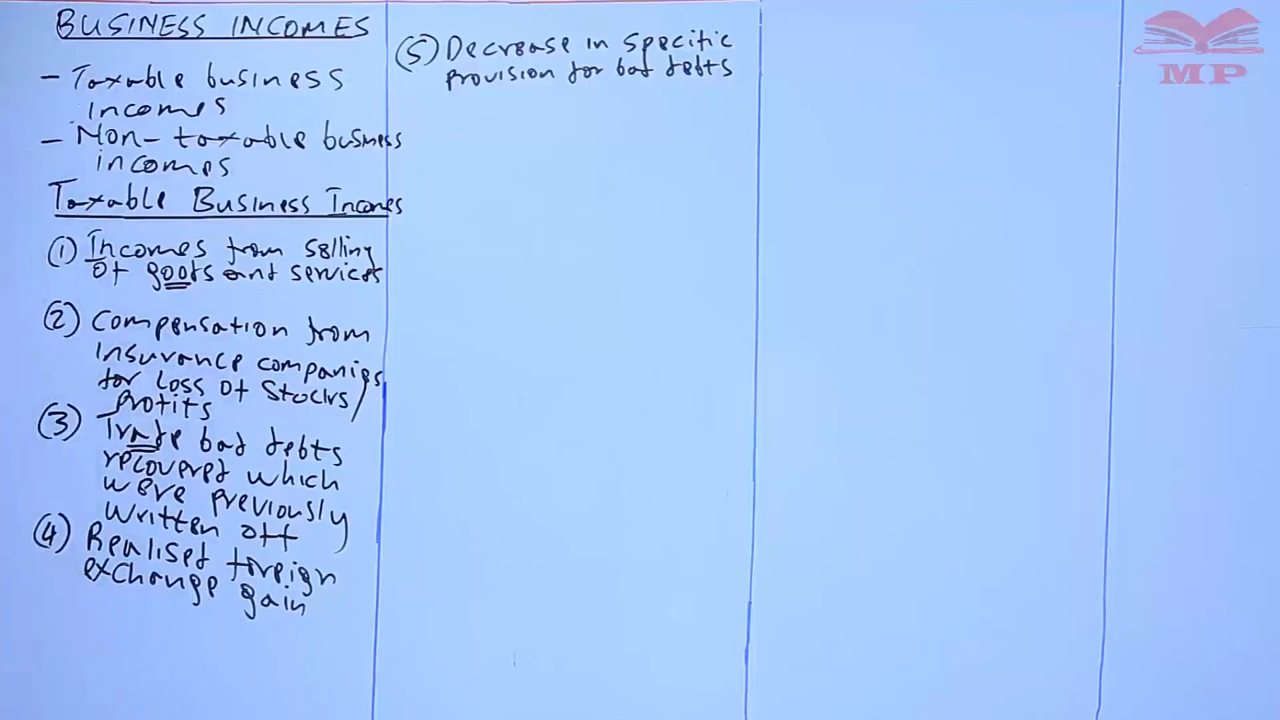 BUSINESS INCOMES
- Taxable business
incomes
- Non-taxable business
incomes
Taxable Business Incomes
(1) Incomes from selling
of goods and services
(2) Compensation from
insurance companies
for loss of stocks/
profits
(3) Trade bad debts
recovered which
were previously
written off
(4) Realised foreign
exchange gain
(5) Decrease in specific
provision for bad debts
MP